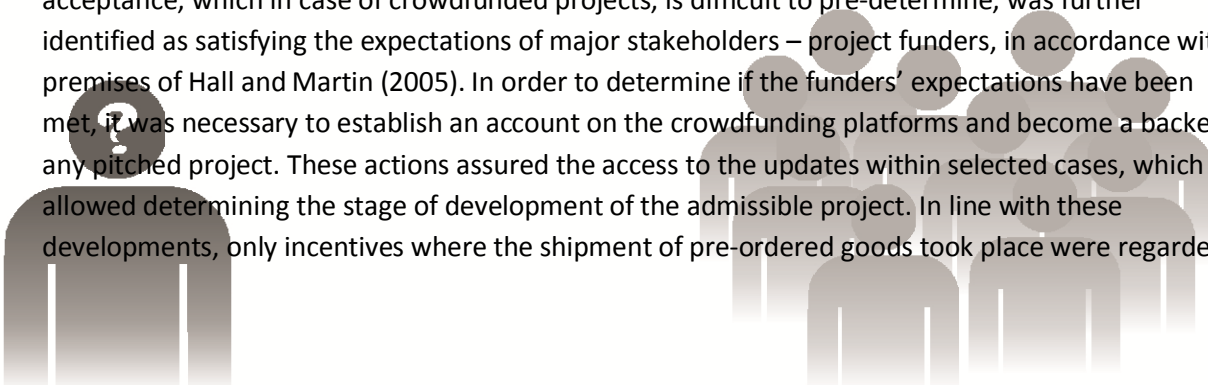 acceptance, which in case of crowdfunded projects, is difficult to pre-determine, was further
identified as satisfying the expectations of major stakeholders – project funders, in accordance wit
premises of Hall and Martin (2005). In order to determine if the funders’ expectations have been
met, it was necessary to establish an account on the crowdfunding platforms and become a backe
any pitched project. These actions assured the access to the updates within selected cases, which
allowed determining the stage of development of the admissible project. In line with these
developments, only incentives where the shipment of pre-ordered goods took place were regarde
?